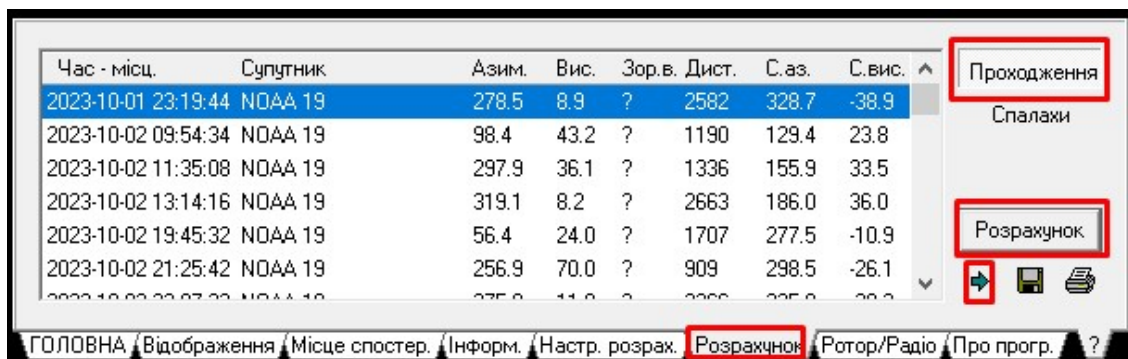 Час - місц. Супутник Азим. Вис. Зор.в. Дист. С.аз. С.вис. Проходження
2023-10-01 23:19:44 NOAA 19 278.5 8.9 ? 2582 328.7 -38.9
Спалахи
2023-10-02 09:54:34 NOAA 19 98.4 43.2 ? 1190 129.4 23.8
2023-10-02 11:35:08 NOAA 19 297.9 36.1 ? 1336 155.9 33.5
2023-10-02 13:14:16 NOAA 19 319.1 8.2 ? 2663 186.0 36.0
2023-10-02 19:45:32 NOAA 19 56.4 24.0 ? 1707 277.5 -10.9
Розрахунок
2023-10-02 21:25:42 NOAA 19 256.9 70.0 ? 909 298.5 -26.1
ГОЛОВНА Відображення Місце спостер. Інформ. Настр. розрах. Розрахунок Ротор/Радіо Про прогр. ?